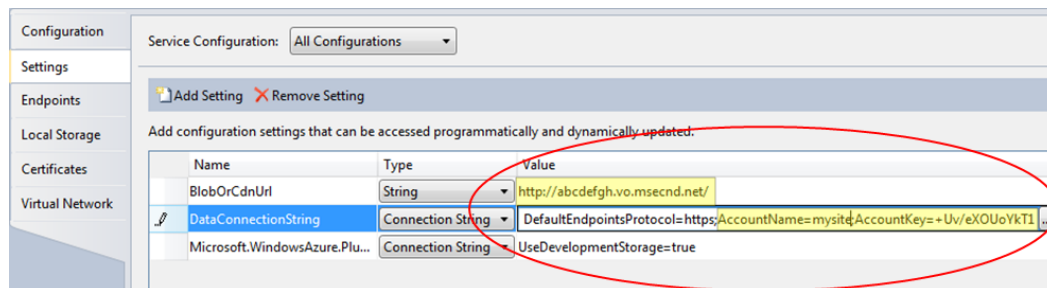 Configuration
Settings
Endpoints
Local Storage
Certificates
Virtual Network
Service Configuration: All Configurations
Add Setting Remove Setting
Add configuration settings that can be accessed programmatically and dynamically updated.
Name Type Value
BlobOrCdnUrl String http://abcdefgh.vo.msecnd.net/
DataConnectionString Connection String DefaultEndpointsProtocol=https;AccountName=mysite;AccountKey=+Uv/eXOUoYkT1 ...
Microsoft.WindowsAzure.Plu... Connection String UseDevelopmentStorage=true